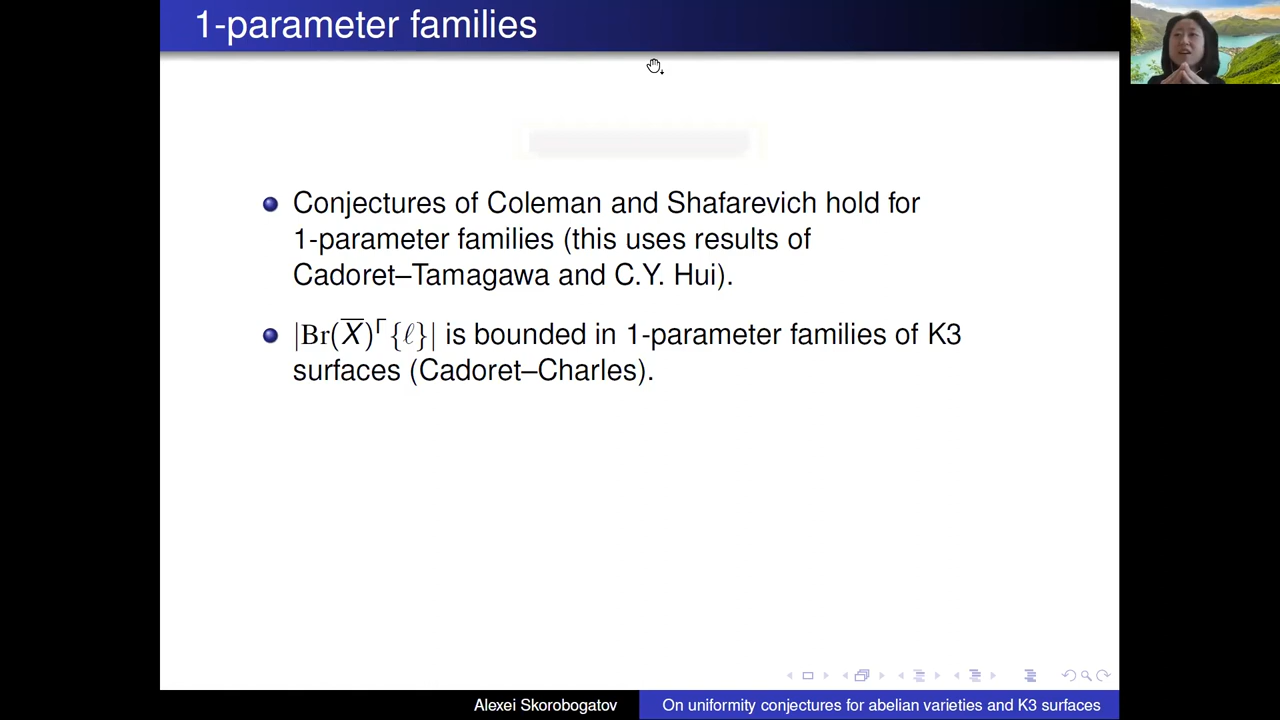 1-parameter families
Conjectures of Coleman and Shafarevich hold for
1-parameter families (this uses results of
Cadoret–Tamagawa and C.Y. Hui).
|Br(X̅)^Γ{ℓ}| is bounded in 1-parameter families of K3
surfaces (Cadoret–Charles).
Alexei Skorobogatov
On uniformity conjectures for abelian varieties and K3 surfaces